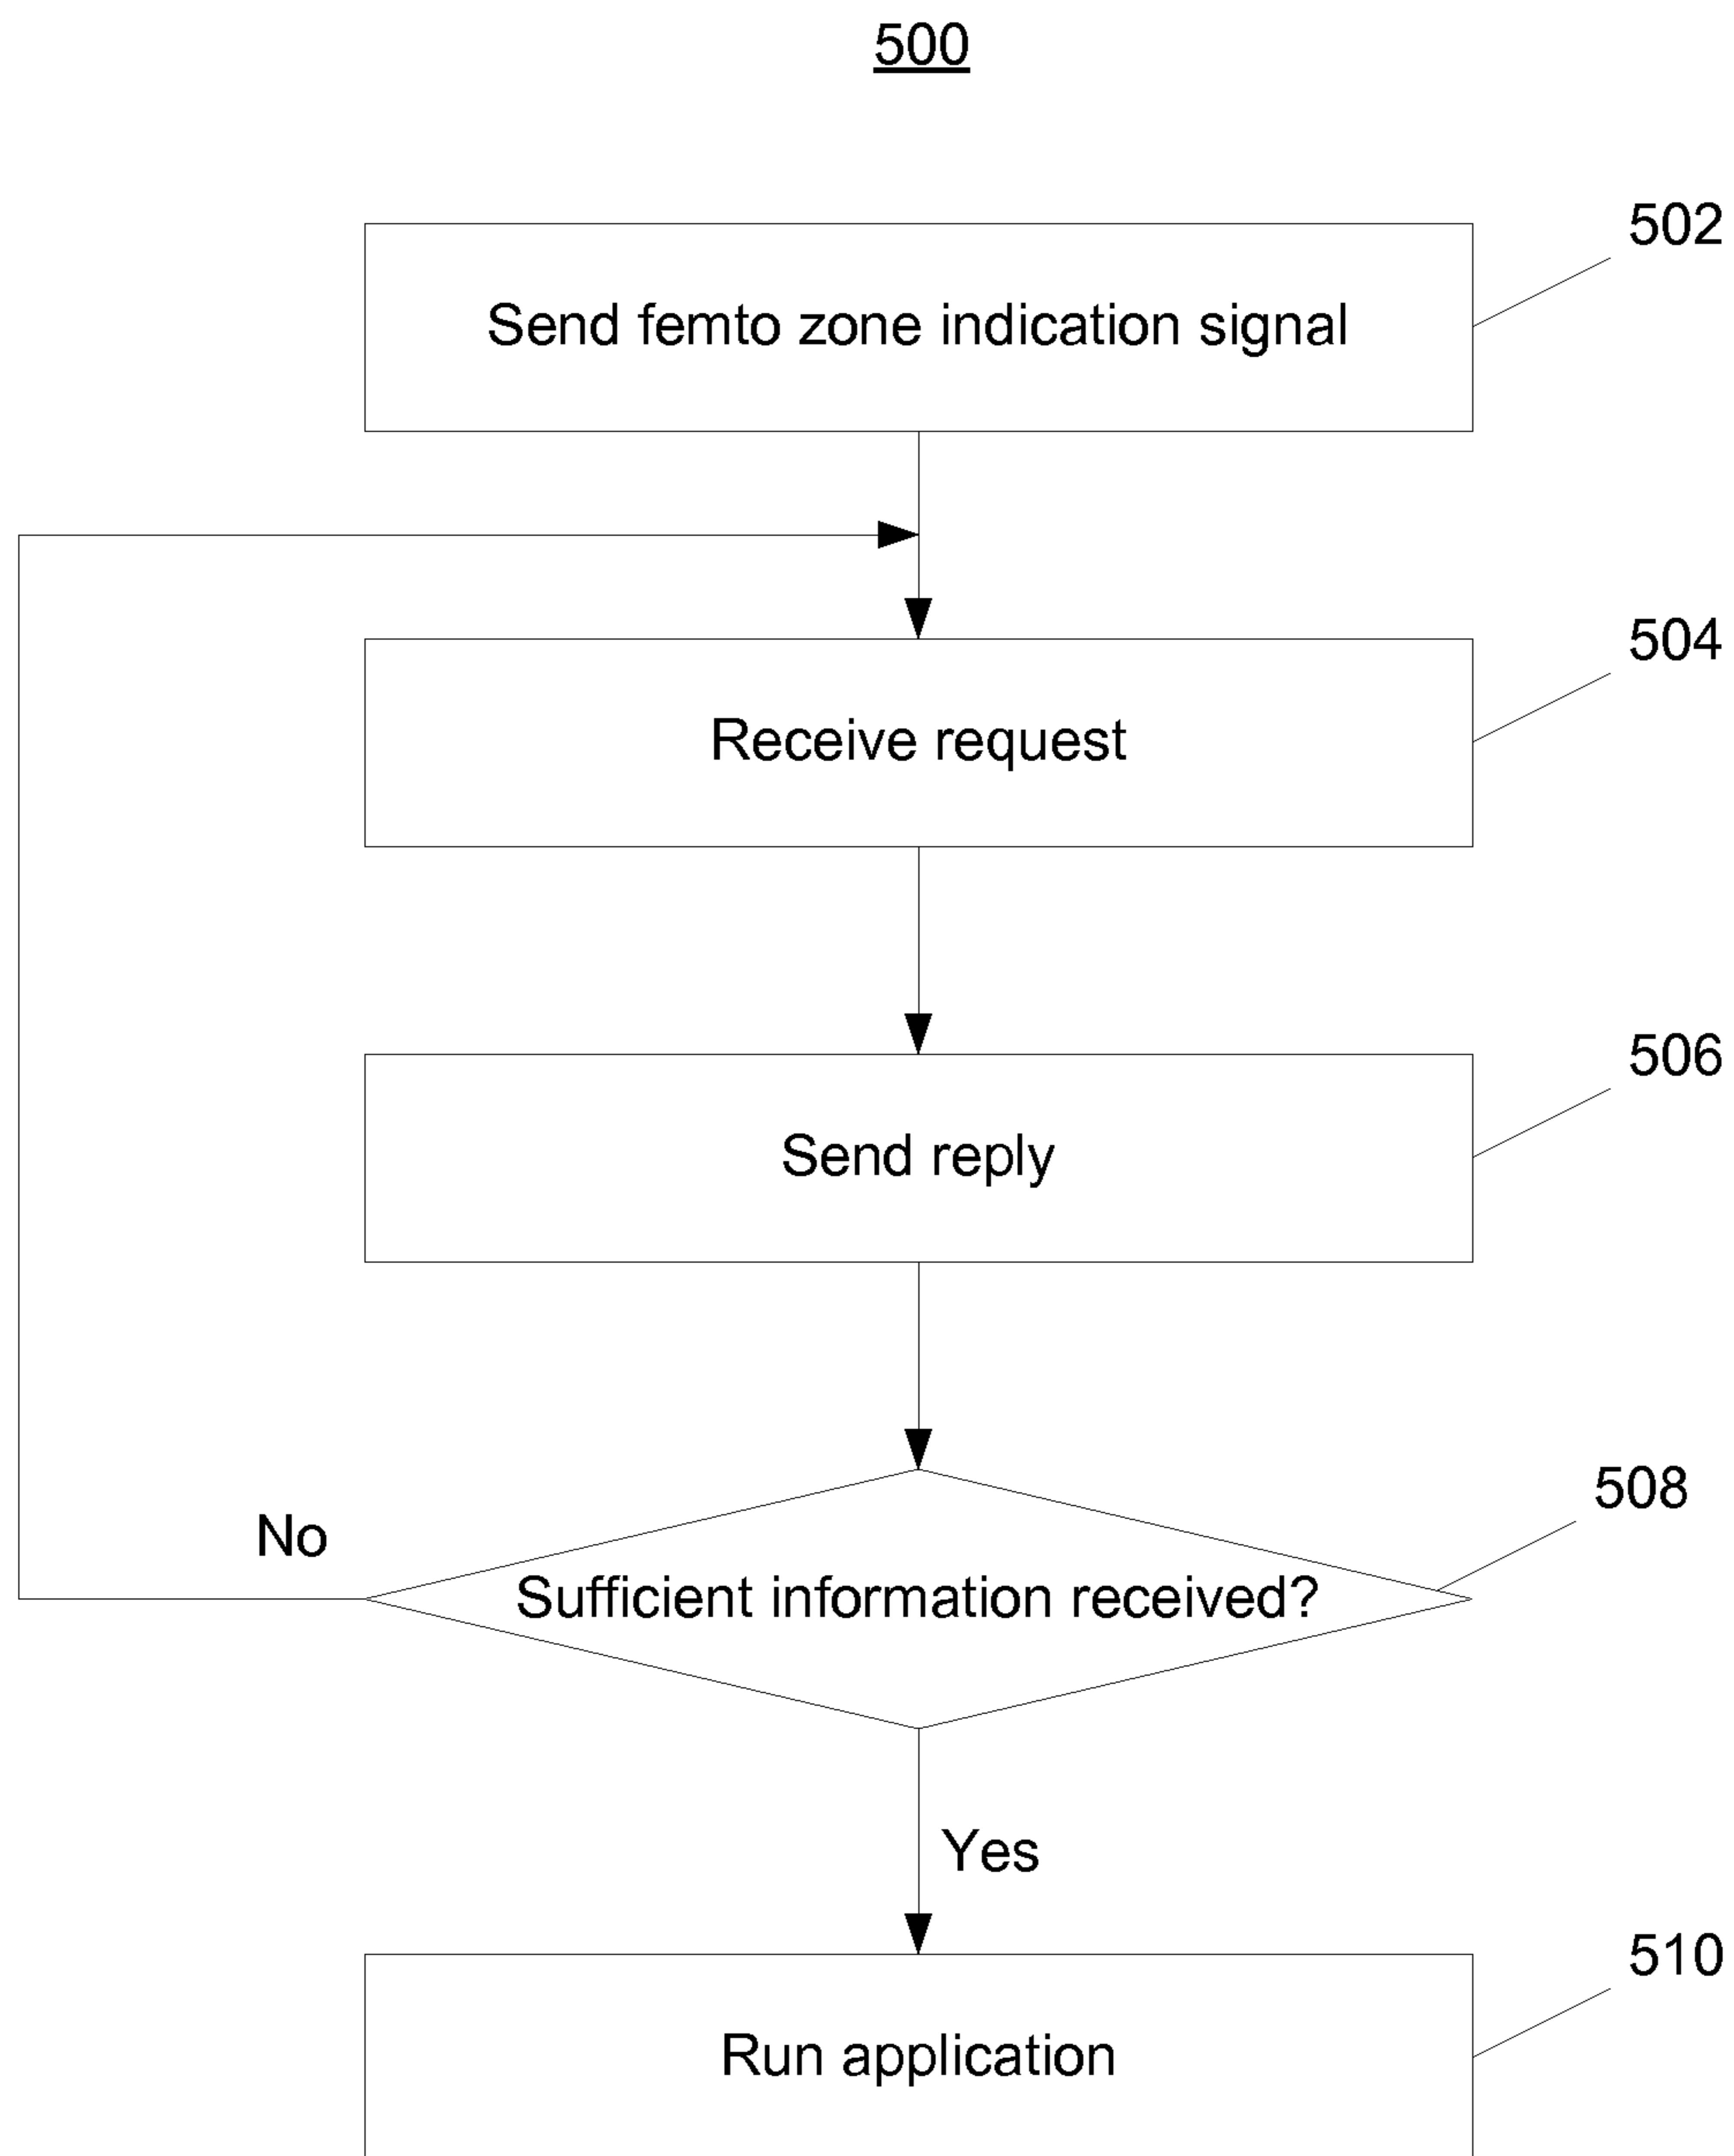 500
502
Send femto zone indication signal
504
Receive request
506
Send reply
508
No
Sufficient information received?
Yes
510
Run application